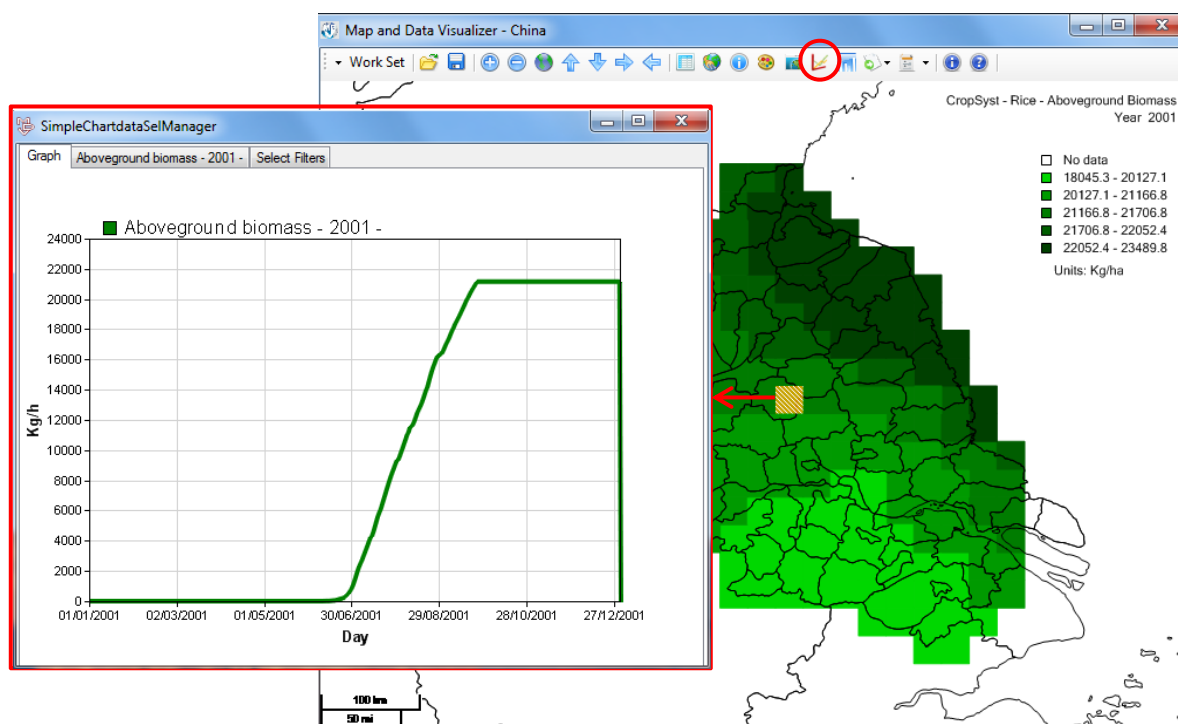 Map and Data Visualizer - China
Work Set
CropSyst - Rice - Aboveground Biomass
Year 2001
No data
18045.3 - 20127.1
20127.1 - 21166.8
21166.8 - 21706.8
21706.8 - 22052.4
22052.4 - 23489.8
Units: Kg/ha
SimpleChartdataSelManager
Graph
Aboveground biomass - 2001 -
Select Filters
Aboveground biomass - 2001 -
24000
22000
20000
18000
16000
14000
12000
10000
8000
6000
4000
2000
0
Kg/h
01/01/2001
02/03/2001
01/05/2001
30/06/2001
29/08/2001
28/10/2001
27/12/2001
Day
100 km
50 mi